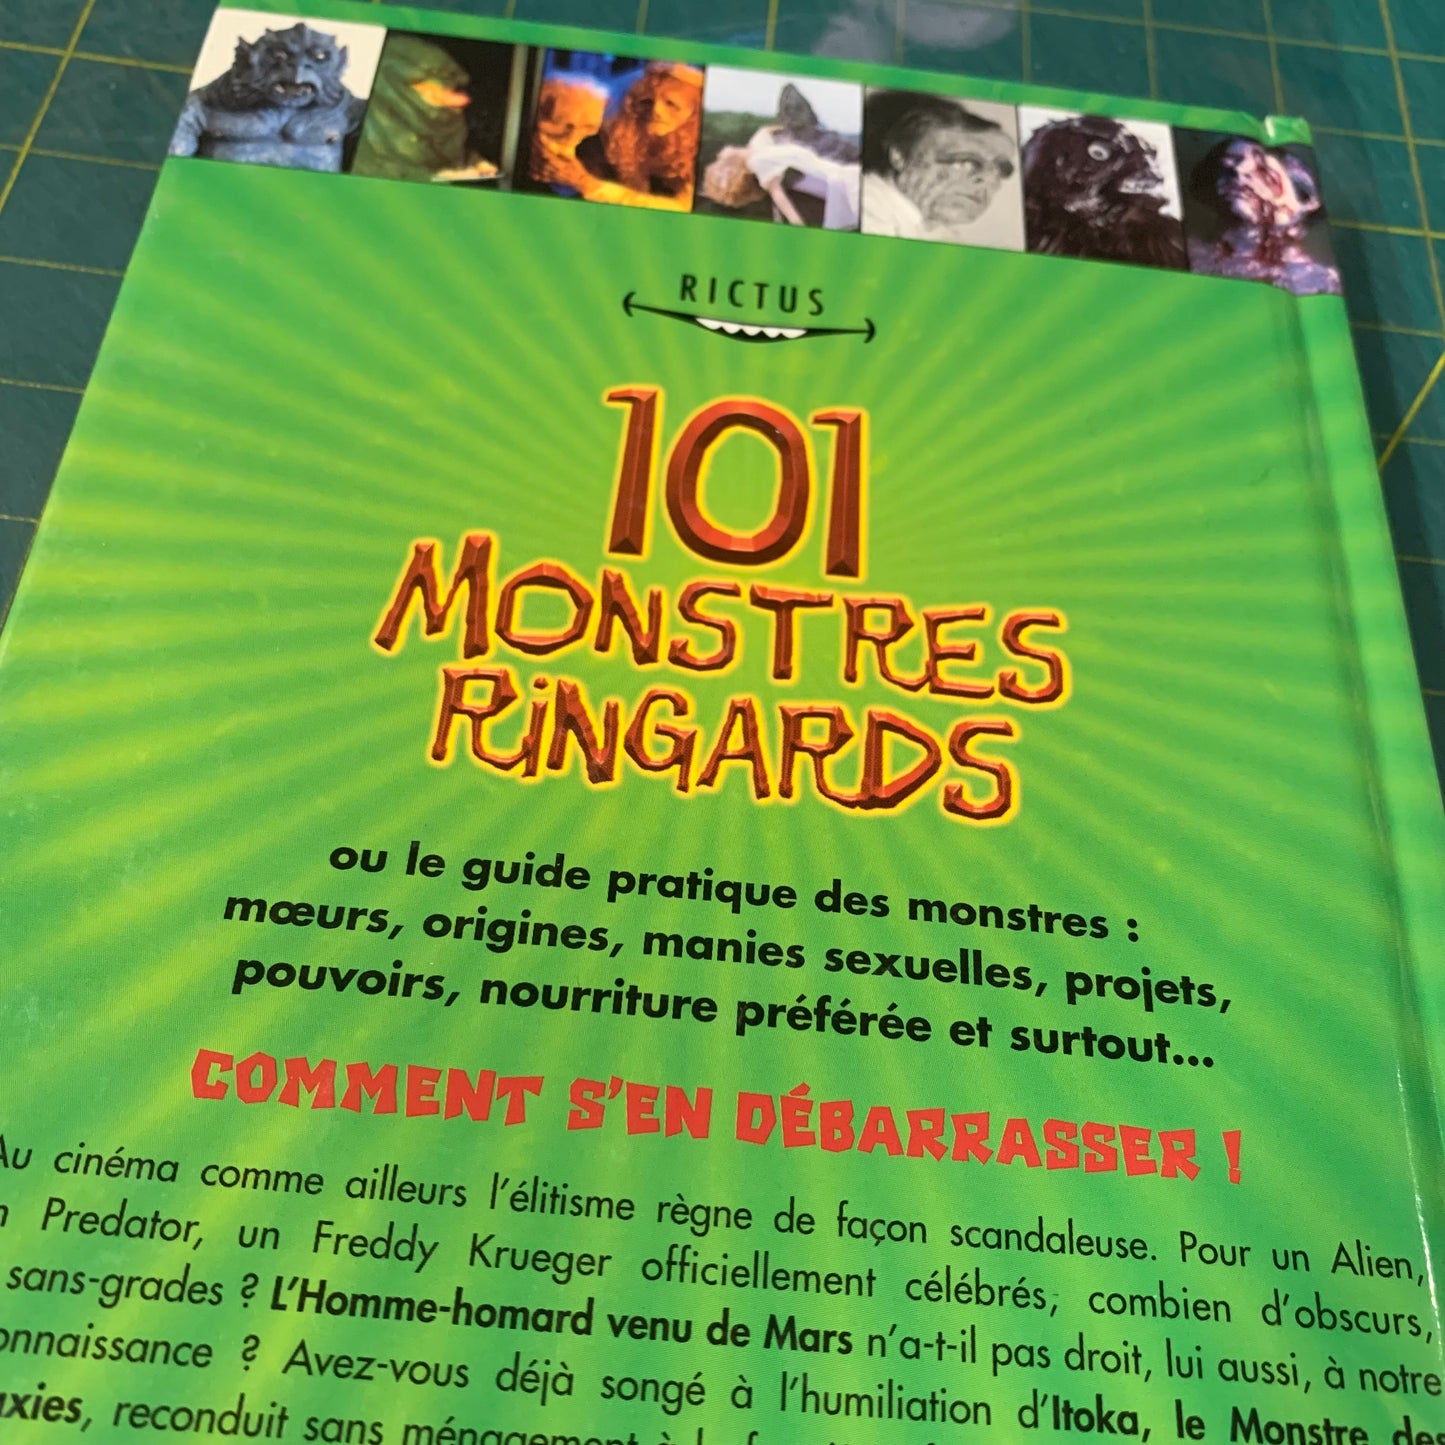 RICTUS
101
MONSTRES
RiNGARDS
ou le guide pratique des monstres :
mœurs, origines, manies sexuelles, projets,
pouvoirs, nourriture préférée et surtout...
COMMENT S'EN DÉBARRASSER !
Au cinéma comme ailleurs l'élitisme règne de façon scandaleuse. Pour un Alien,
Predator, un Freddy Krueger officiellement célébrés, combien d'obscurs,
sans-grades ? L'Homme-homard venu de Mars n'a-t-il pas droit, lui aussi, à notre
onnaissance ? Avez-vous déjà songé à l'humiliation d'Itoka, le Monstre des
axies, reconduit sans ménagement à